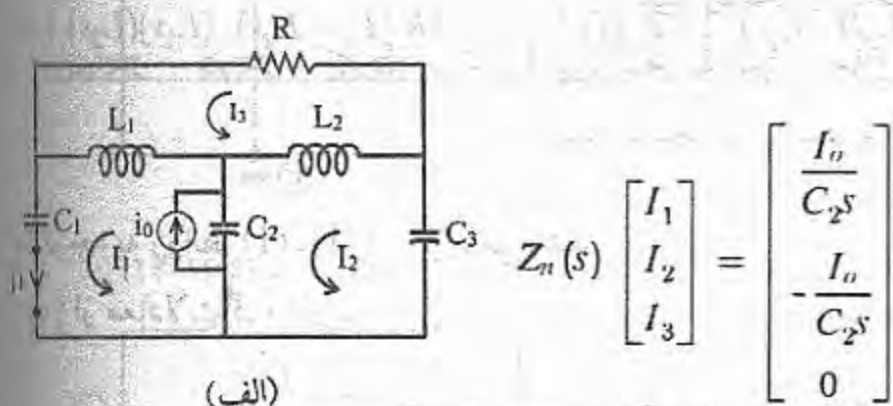 R
L₁ I₃ L₂
C₁ I₁ i₀ C₂ I₂ C₃
Zₙ(s) [I₁ I₂ I₃] = [I₀/C₂s -I₀/C₂s 0]
(الف)